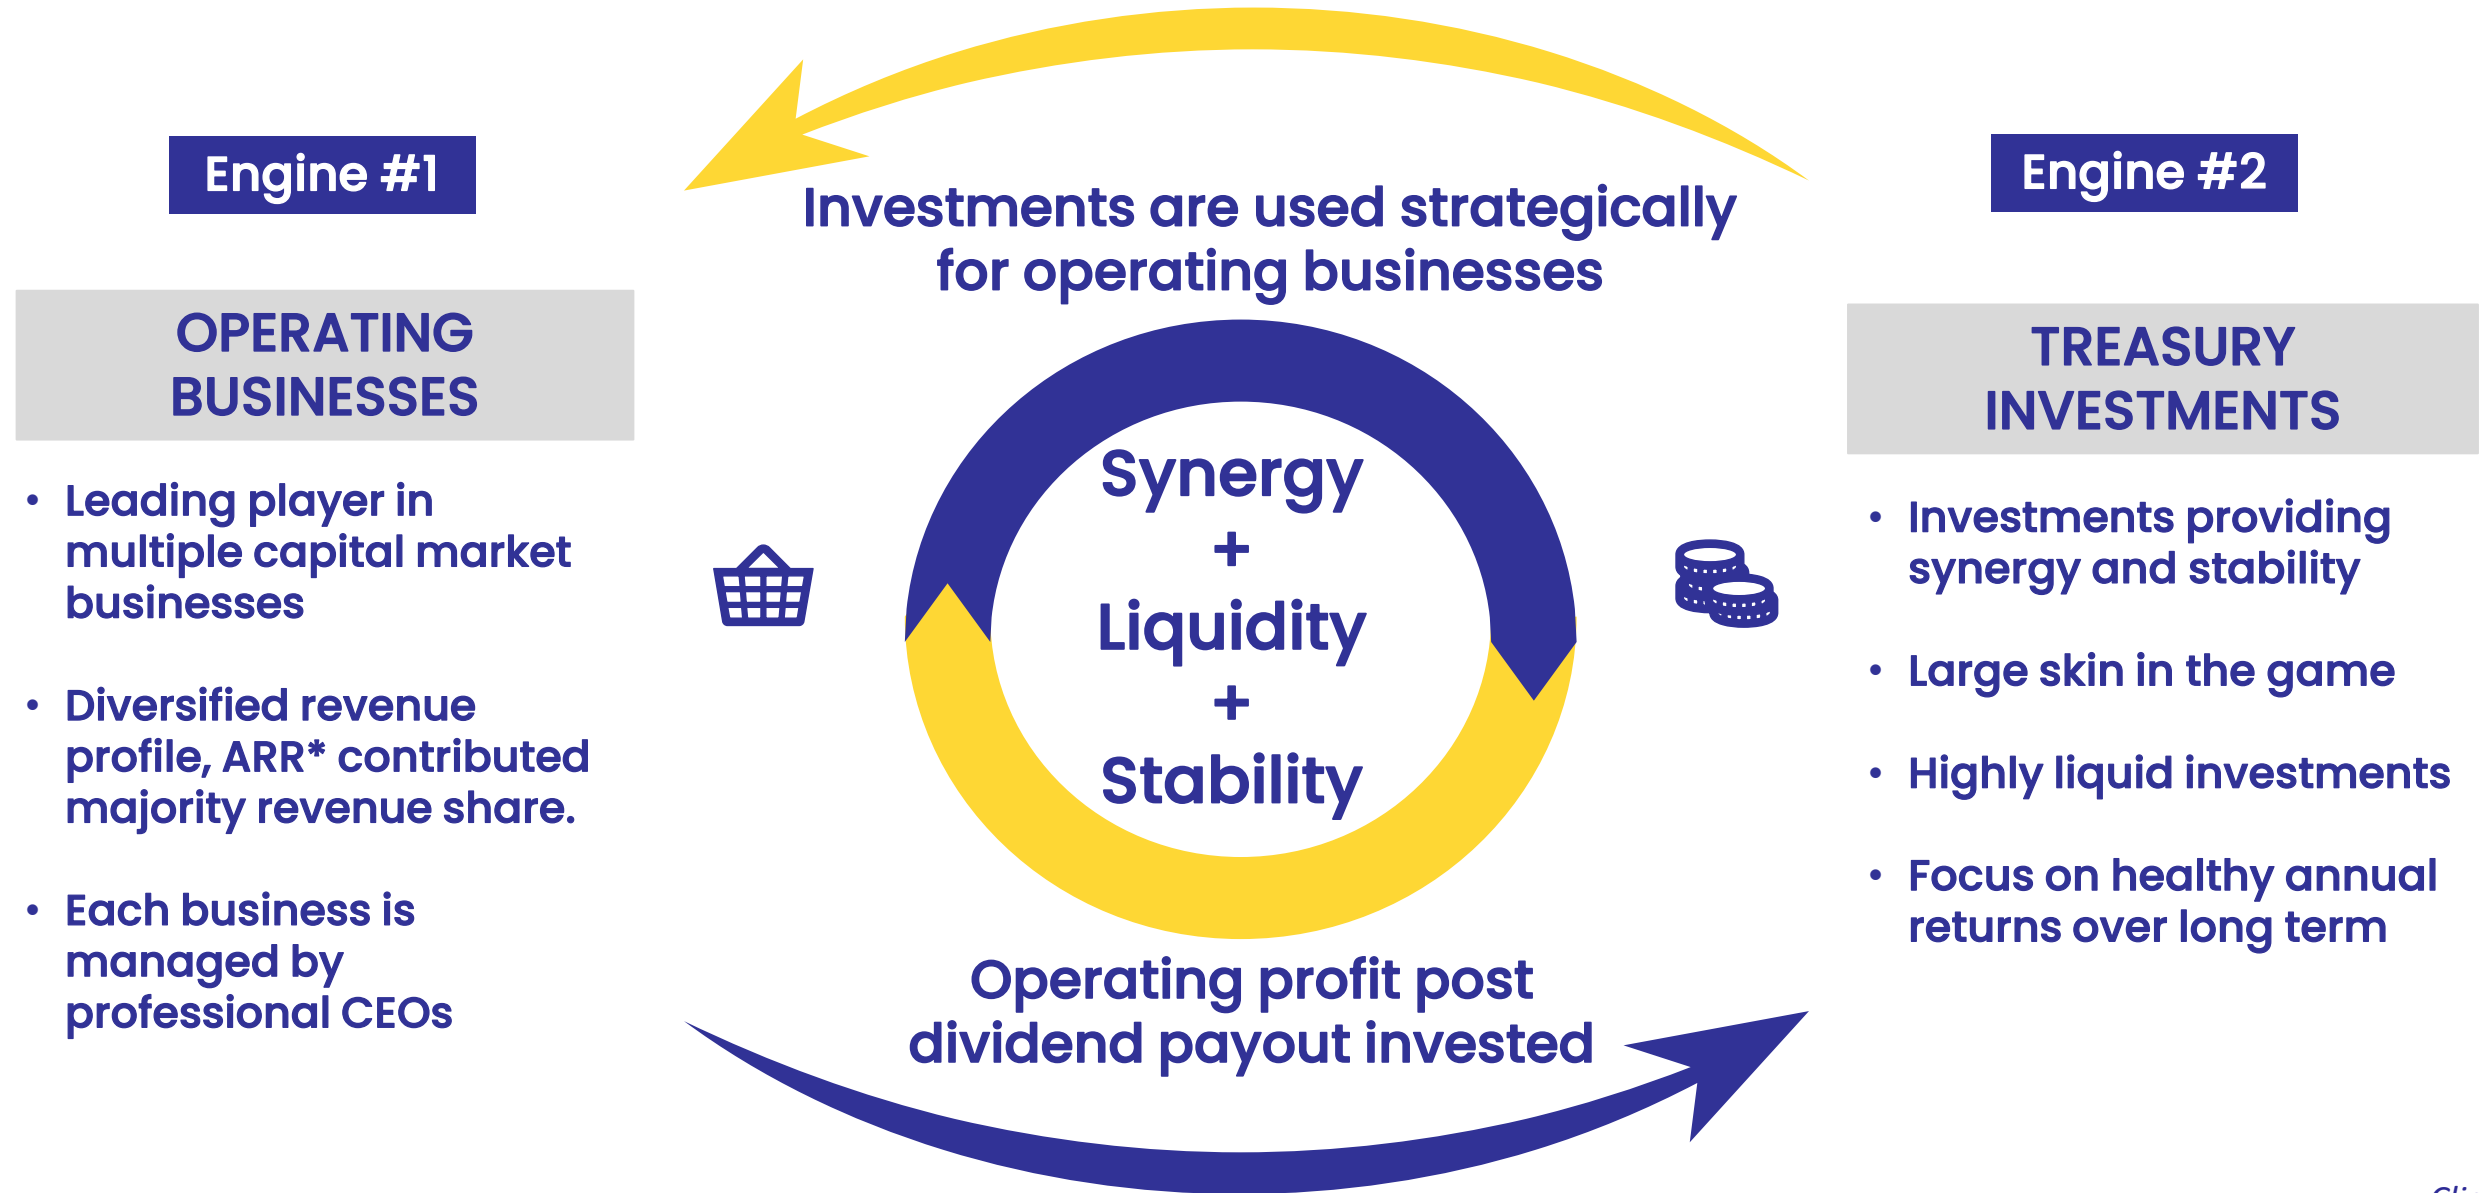 Engine #1
OPERATING
BUSINESSES
• Leading player in
multiple capital market
businesses
• Diversified revenue
profile, ARR* contributed
majority revenue share.
• Each business is
managed by
professional CEOs
Investments are used strategically
for operating businesses
Synergy
+
Liquidity
+
Stability
Operating profit post
dividend payout invested
Engine #2
TREASURY
INVESTMENTS
• Investments providing
synergy and stability
• Large skin in the game
• Highly liquid investments
• Focus on healthy annual
returns over long term